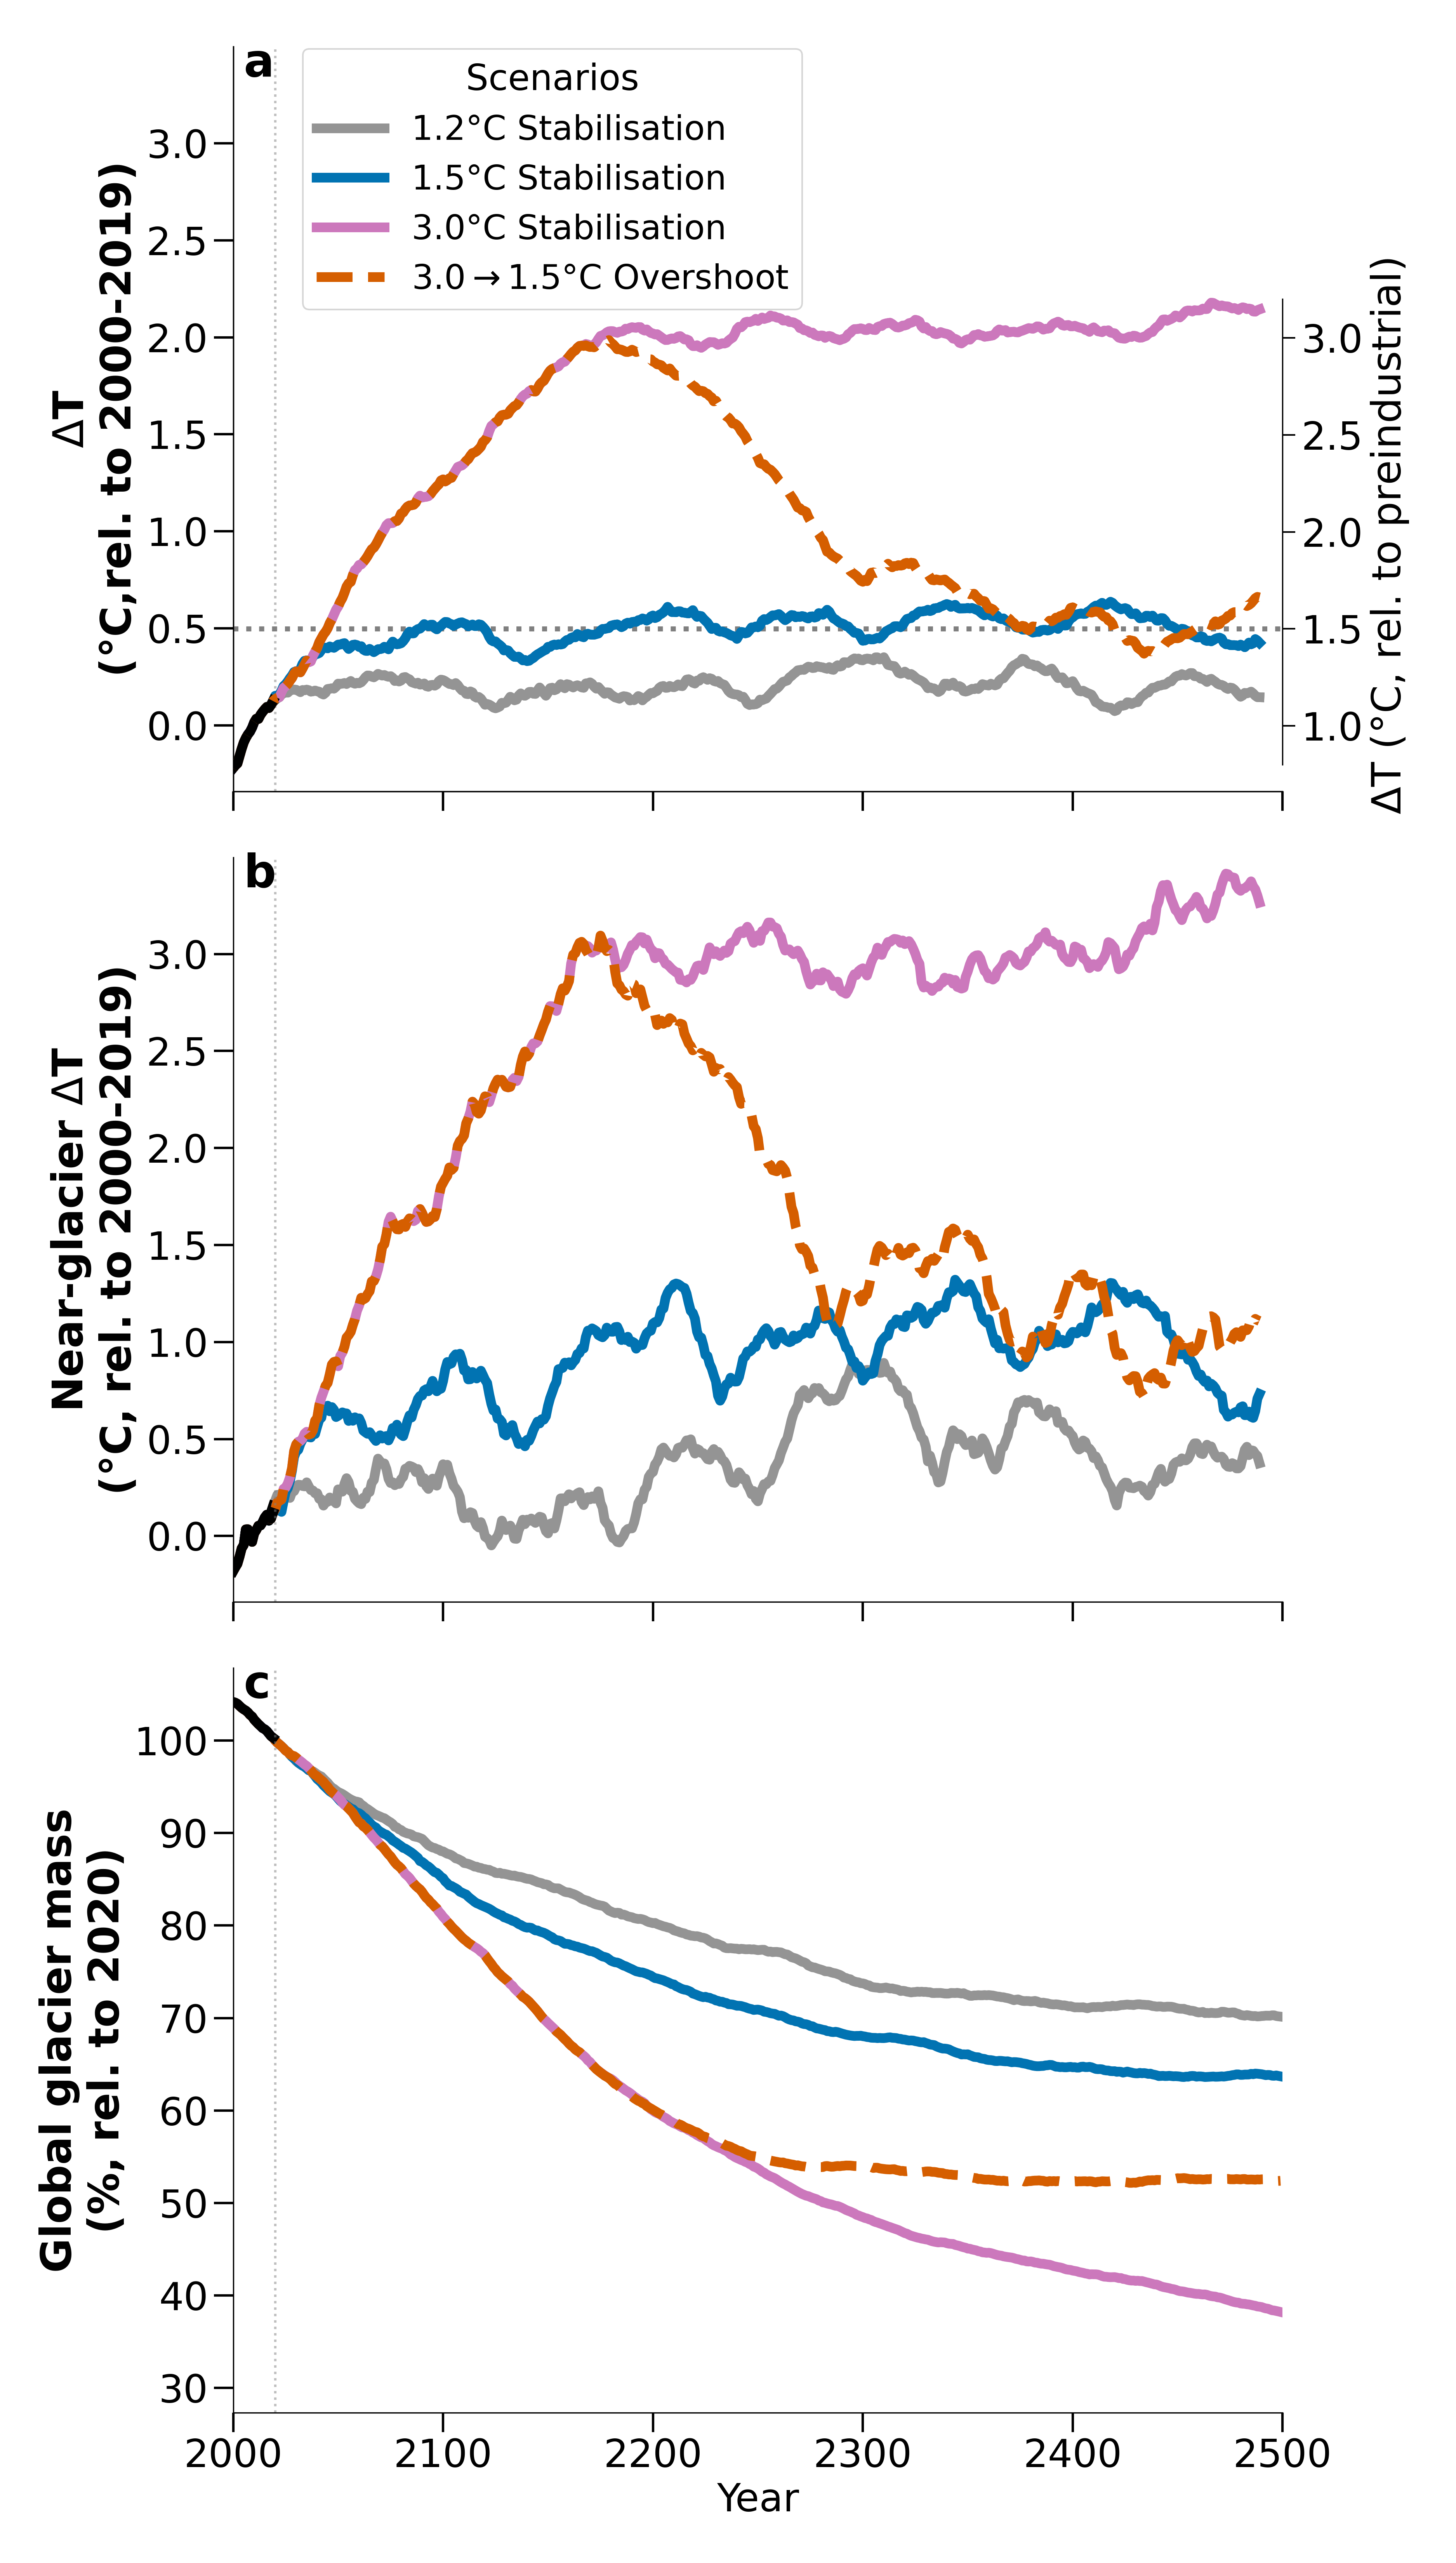 a
Scenarios
1.2°C Stabilisation
1.5°C Stabilisation
3.0°C Stabilisation
3.0→1.5°C Overshoot
ΔT
(°C,rel. to 2000-2019)
3.0
2.5
2.0
1.5
1.0
0.5
0.0
3.0
2.5
2.0
1.5
1.0
ΔT (°C, rel. to preindustrial)
b
Near-glacier ΔT
(°C, rel. to 2000-2019)
3.0
2.5
2.0
1.5
1.0
0.5
0.0
c
Global glacier mass
(%, rel. to 2020)
100
90
80
70
60
50
40
30
2000 2100 2200 2300 2400 2500
Year